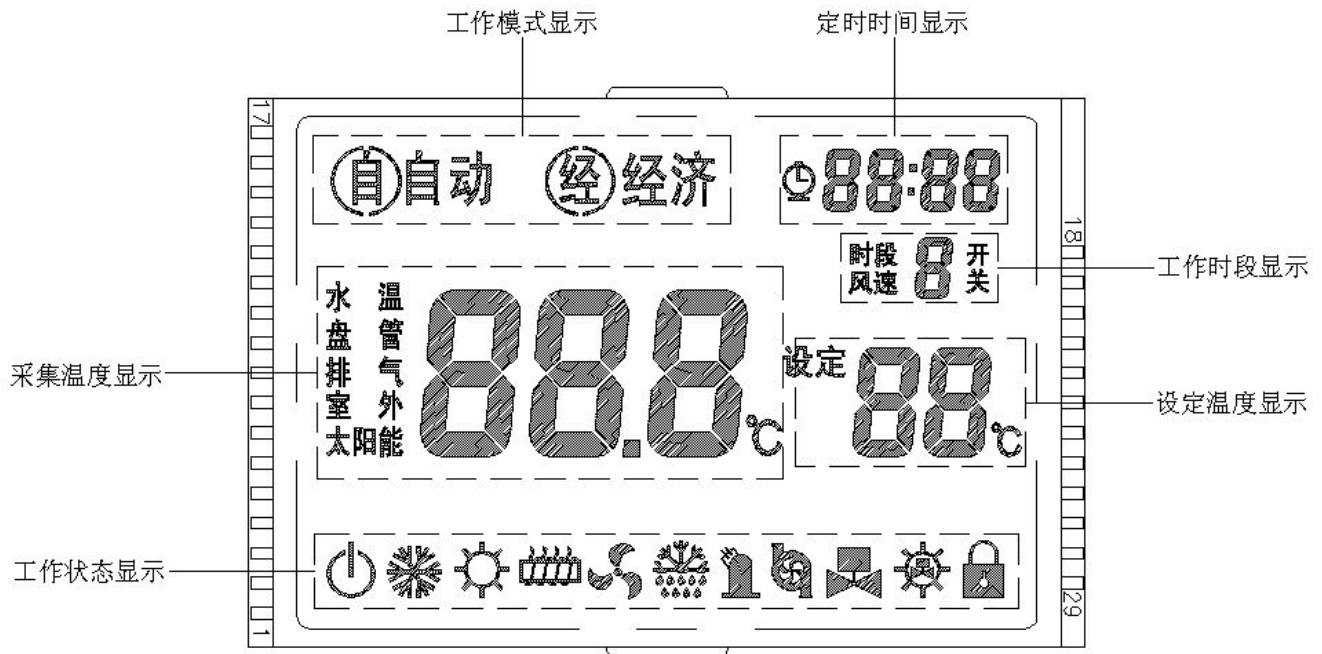 工作模式显示
定时时间显示
17
自 自动 经 经济
88:88
18
时段 8 开
风速 关
工作时段显示
水 温
盘 管
排 气
室 外
太阳能
88.8℃
采集温度显示
设定 88℃
设定温度显示
工作状态显示
1
29